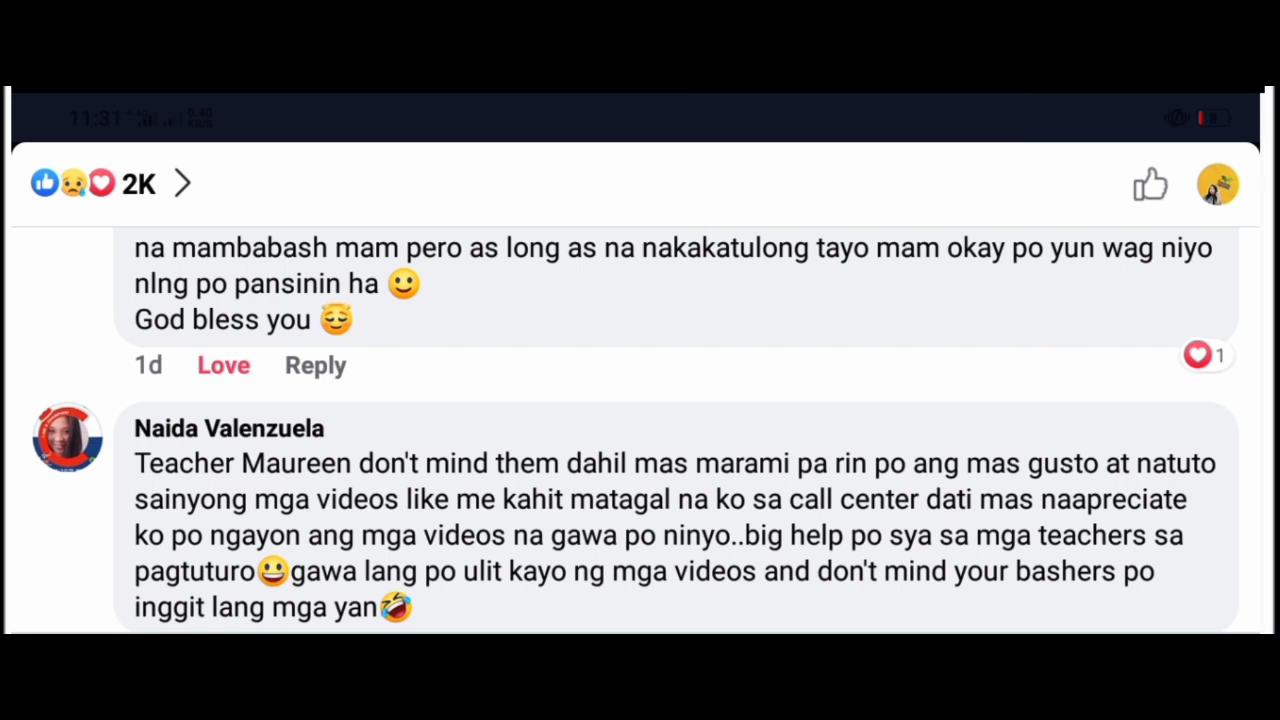 11:31
2K
na mambabash mam pero as long as na nakakatulong tayo mam okay po yun wag niyo
nlng po pansinin ha 🙂
God bless you 😇
1d Love Reply
1
Naida Valenzuela
Teacher Maureen don't mind them dahil mas marami pa rin po ang mas gusto at natuto
sainyong mga videos like me kahit matagal na ko sa call center dati mas naapreciate
ko po ngayon ang mga videos na gawa po ninyo..big help po sya sa mga teachers sa
pagtuturo😀gawa lang po ulit kayo ng mga videos and don't mind your bashers po
inggit lang mga yan🤣